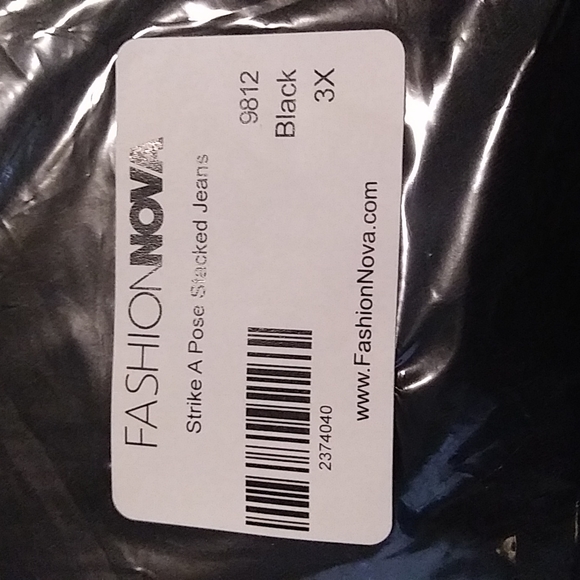 FASHIONNOVA
Strike A Pose Stacked Jeans
9812
Black
3X
2374040
www.FashionNova.com